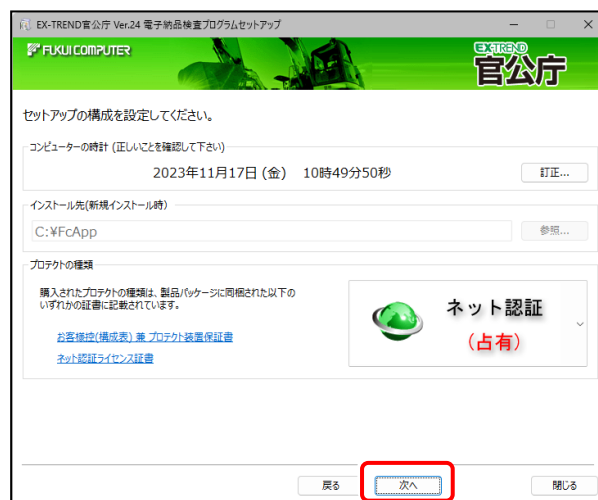 EX-TREND官公庁 Ver.24 電子納品検査プログラムセットアップ
FUKUI COMPUTER
EXTREND
官公庁
セットアップの構成を設定してください。
コンピューターの時計 (正しいことを確認して下さい)
2023年11月17日 (金) 10時49分50秒
訂正...
インストール先(新規インストール時)
C:¥FcApp
参照...
プロテクトの種類
購入されたプロテクトの種類は、製品パッケージに同梱された以下の
いずれかの証書に記載されています。
ネット認証
(占有)
お客様控(構成表) 兼 プロテクト装置保証書
ネット認証ライセンス証書
戻る
次へ
閉じる